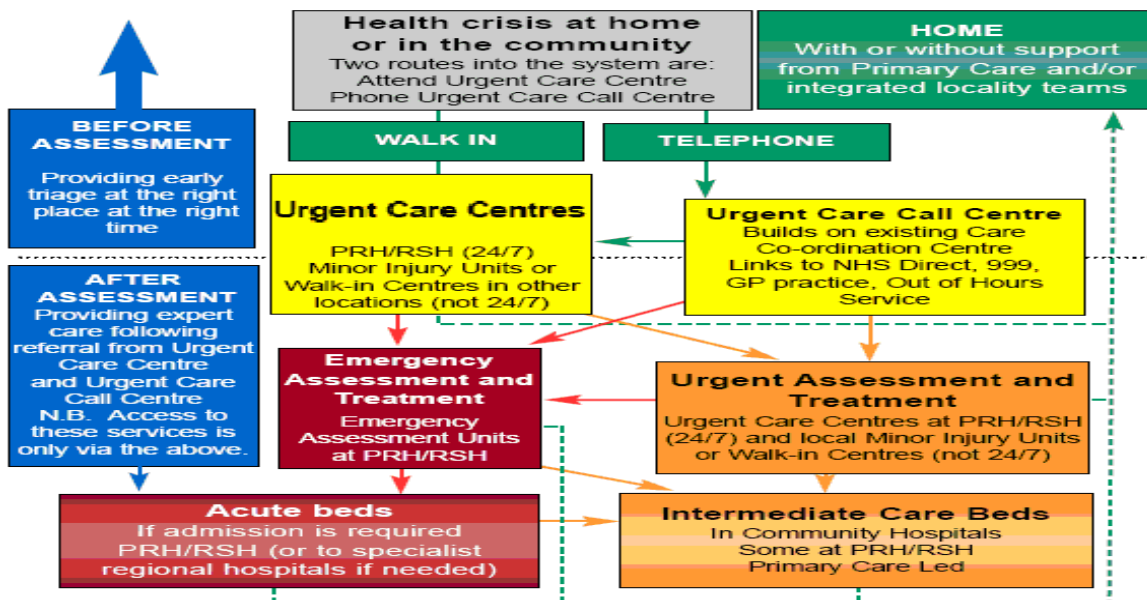 Health crisis at home
or in the community
Two routes into the system are:
Attend Urgent Care Centre
Phone Urgent Care Call Centre
HOME
With or without support
from Primary Care and/or
integrated locality teams
BEFORE
ASSESSMENT
Providing early
triage at the right
place at the right
time
WALK IN
TELEPHONE
Urgent Care Centres
PRH/RSH (24/7)
Minor Injury Units or
Walk-in Centres in other
locations (not 24/7)
Urgent Care Call Centre
Builds on existing Care
Co-ordination Centre
Links to NHS Direct, 999,
GP practice, Out of Hours
Service
AFTER
ASSESSMENT
Providing expert
care following
referral from Urgent
Care Centre
and Urgent Care
Call Centre
N.B. Access to
these services is
only via the above.
Emergency
Assessment and
Treatment
Emergency
Assessment Units
at PRH/RSH
Urgent Assessment and
Treatment
Urgent Care Centres at PRH/RSH
(24/7) and local Minor Injury Units
or Walk-in Centres (not 24/7)
Acute beds
If admission is required
PRH/RSH (or to specialist
regional hospitals if needed)
Intermediate Care Beds
In Community Hospitals
Some at PRH/RSH
Primary Care Led